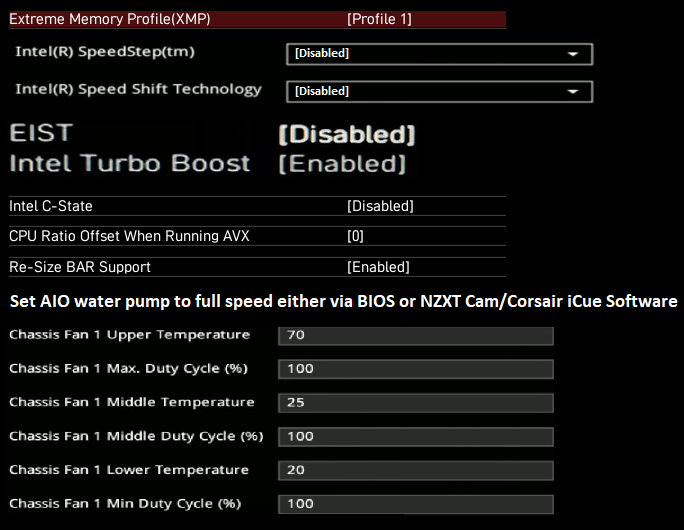 Extreme Memory Profile(XMP) [Profile 1]
Intel(R) SpeedStep(tm) [Disabled]
Intel(R) Speed Shift Technology [Disabled]
EIST [Disabled]
Intel Turbo Boost [Enabled]
Intel C-State [Disabled]
CPU Ratio Offset When Running AVX [0]
Re-Size BAR Support [Enabled]
Set AIO water pump to full speed either via BIOS or NZXT Cam/Corsair iCue Software
Chassis Fan 1 Upper Temperature 70
Chassis Fan 1 Max. Duty Cycle (%) 100
Chassis Fan 1 Middle Temperature 25
Chassis Fan 1 Middle Duty Cycle (%) 100
Chassis Fan 1 Lower Temperature 20
Chassis Fan 1 Min Duty Cycle (%) 100